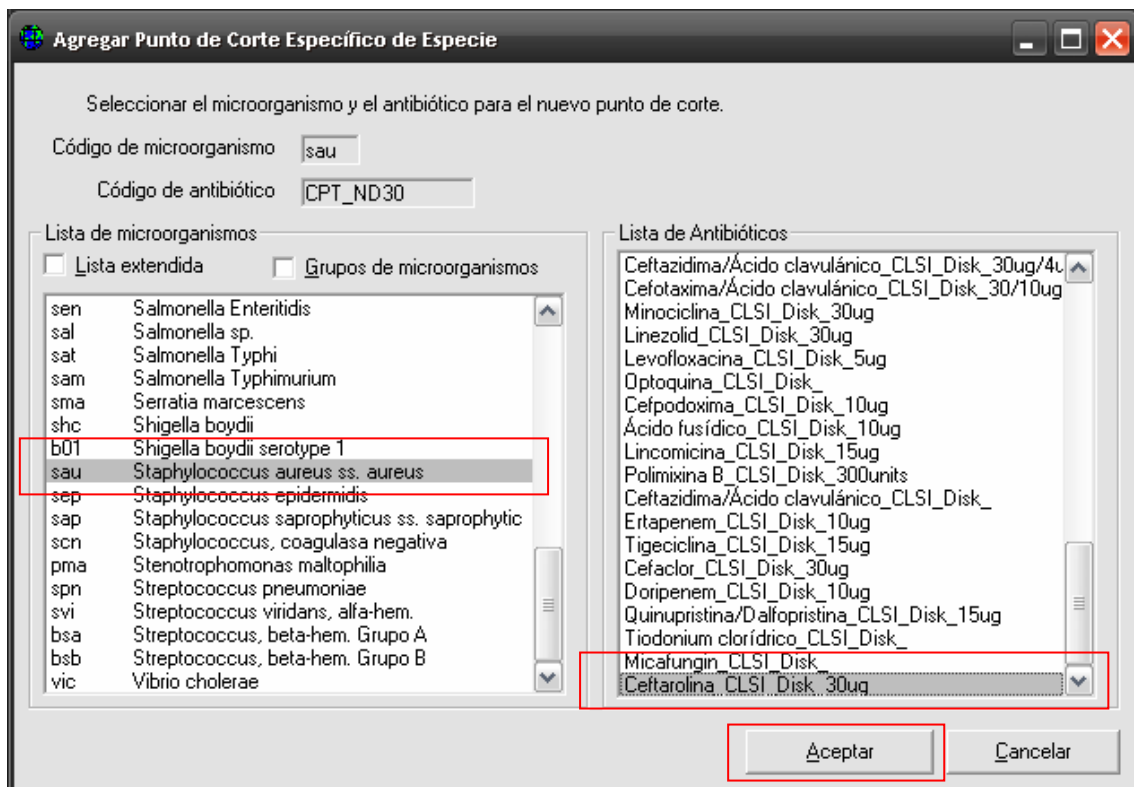 Agregar Punto de Corte Específico de Especie
Seleccionar el microorganismo y el antibiótico para el nuevo punto de corte.
Código de microorganismo sau
Código de antibiótico CPT_ND30
Lista de microorganismos
Lista extendida Grupos de microorganismos
sen Salmonella Enteritidis
sal Salmonella sp.
sat Salmonella Typhi
sam Salmonella Typhimurium
sma Serratia marcescens
shc Shigella boydii
b01 Shigella boydii serotype 1
sau Staphylococcus aureus ss. aureus
sep Staphylococcus epidermidis
sap Staphylococcus saprophyticus ss. saprophytic
scn Staphylococcus, coagulasa negativa
pma Stenotrophomonas maltophilia
spn Streptococcus pneumoniae
svi Streptococcus viridans, alfa-hem.
bsa Streptococcus, beta-hem. Grupo A
bsb Streptococcus, beta-hem. Grupo B
vic Vibrio cholerae
Lista de Antibióticos
Ceftazidima/Ácido clavulánico_CLSI_Disk_30ug/4u
Cefotaxima/Ácido clavulánico_CLSI_Disk_30/10ug
Minociclina_CLSI_Disk_30ug
Linezolid_CLSI_Disk_30ug
Levofloxacina_CLSI_Disk_5ug
Optoquina_CLSI_Disk_
Cefpodoxima_CLSI_Disk_10ug
Ácido fusídico_CLSI_Disk_10ug
Lincomicina_CLSI_Disk_15ug
Polimixina B_CLSI_Disk_300units
Ceftazidima/Ácido clavulánico_CLSI_Disk_
Ertapenem_CLSI_Disk_10ug
Tigeciclina_CLSI_Disk_15ug
Cefaclor_CLSI_Disk_30ug
Doripenem_CLSI_Disk_10ug
Quinupristina/Dalfopristina_CLSI_Disk_15ug
Tiodonium clorídrico_CLSI_Disk_
Micafungin_CLSI_Disk_
Ceftarolina_CLSI_Disk_30ug
Aceptar Cancelar